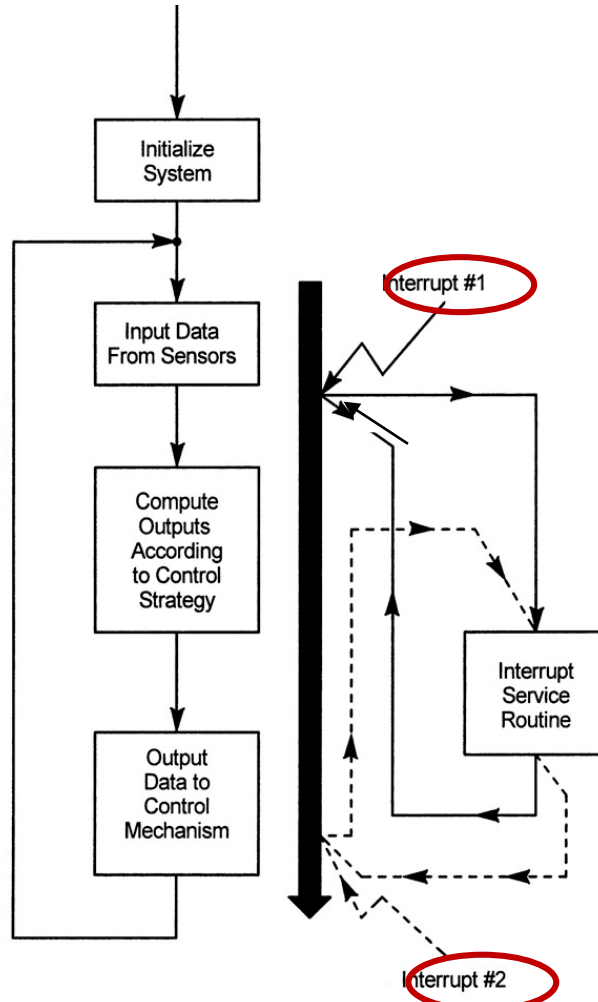 Initialize
System
Interrupt #1
Input Data
From Sensors
Compute
Outputs
According
to Control
Strategy
Interrupt
Service
Routine
Output
Data to
Control
Mechanism
Interrupt #2